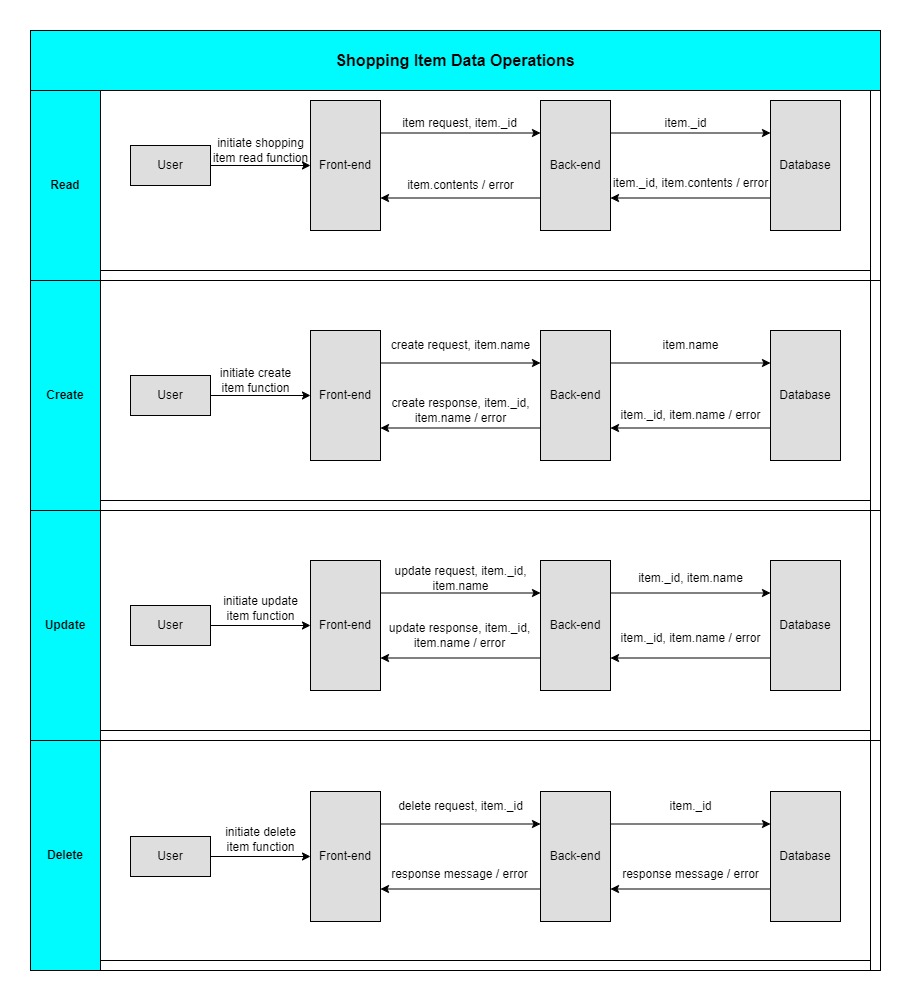 Shopping Item Data Operations
Read
User
initiate shopping
item read function
Front-end
item request, item._id
item.contents / error
Back-end
item._id
item._id, item.contents / error
Database
Create
User
initiate create
item function
Front-end
create request, item.name
create response, item._id,
item.name / error
Back-end
item.name
item._id, item.name / error
Database
Update
User
initiate update
item function
Front-end
update request, item._id,
item.name
update response, item._id,
item.name / error
Back-end
item._id, item.name
item._id, item.name / error
Database
Delete
User
initiate delete
item function
Front-end
delete request, item._id
response message / error
Back-end
item._id
response message / error
Database